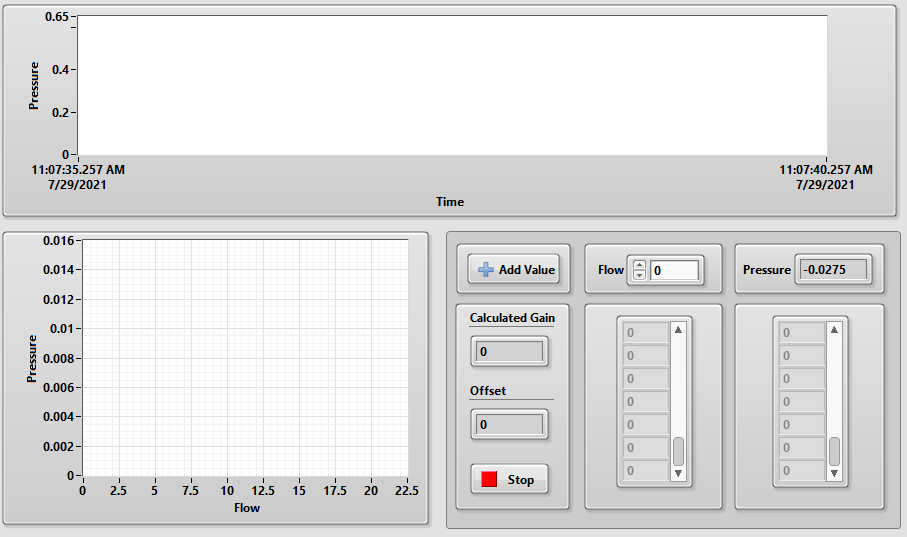 0.65
0.4
0.2
0
Pressure
11:07:35.257 AM
7/29/2021
11:07:40.257 AM
7/29/2021
Time
0.016
0.014
0.012
0.01
0.008
0.006
0.004
0.002
0
Pressure
0 2.5 5 7.5 10 12.5 15 17.5 20 22.5
Flow
Add Value
Flow 0
Pressure -0.0275
Calculated Gain
0
Offset
0
Stop
0
0
0
0
0
0
0
0
0
0
0
0
0
0